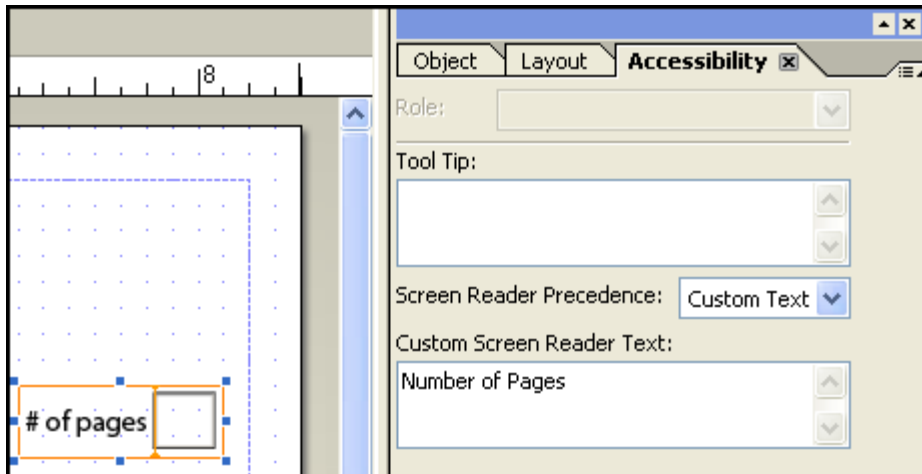 Object Layout Accessibility
8
Role:
Tool Tip:
Screen Reader Precedence: Custom Text
Custom Screen Reader Text:
Number of Pages
# of pages